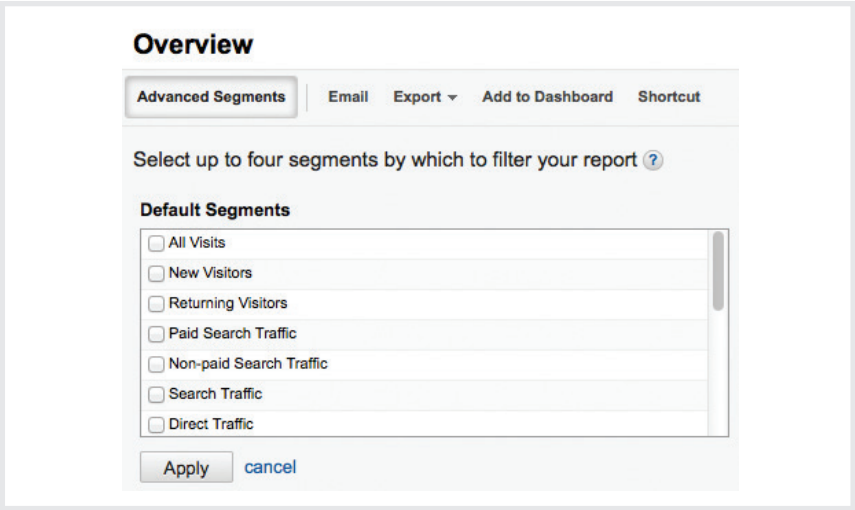 Overview
Advanced Segments Email Export Add to Dashboard Shortcut
Select up to four segments by which to filter your report ?
Default Segments
All Visits
New Visitors
Returning Visitors
Paid Search Traffic
Non-paid Search Traffic
Search Traffic
Direct Traffic
Apply cancel